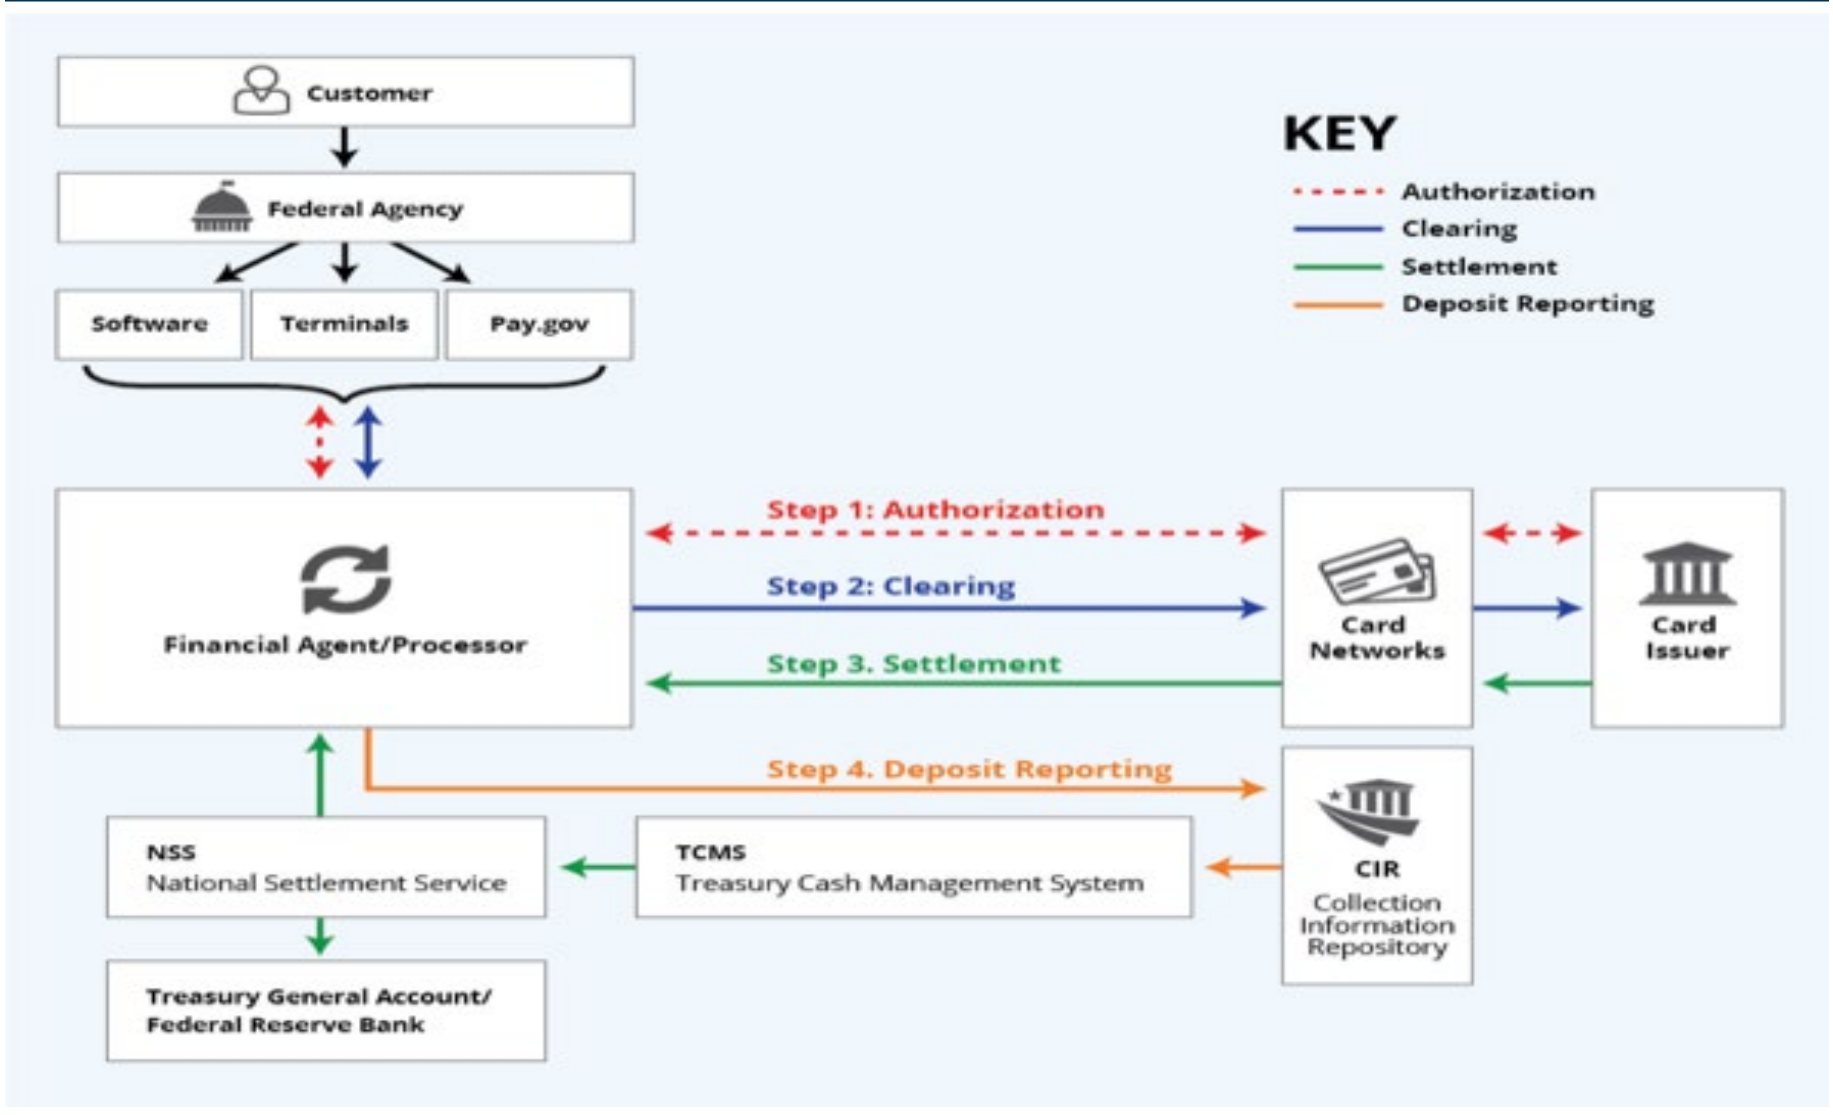 Customer
Federal Agency
Software
Terminals
Pay.gov
KEY
Authorization
Clearing
Settlement
Deposit Reporting
Financial Agent/Processor
Step 1: Authorization
Step 2: Clearing
Step 3. Settlement
Step 4. Deposit Reporting
Card
Networks
Card
Issuer
NSS
National Settlement Service
TCMS
Treasury Cash Management System
CIR
Collection
Information
Repository
Treasury General Account/
Federal Reserve Bank